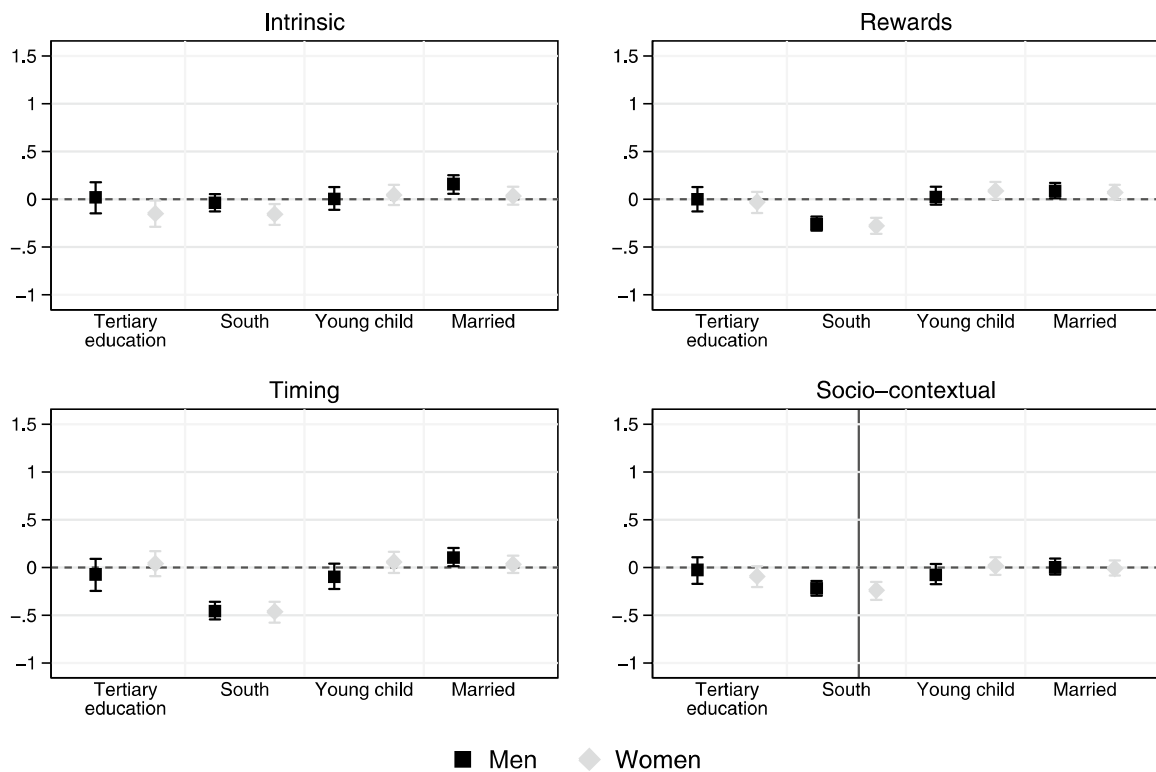 Intrinsic
1.5
1
.5
0
-.5
-1
Tertiary education
South
Young child
Married
Rewards
1.5
1
.5
0
-.5
-1
Tertiary education
South
Young child
Married
Timing
1.5
1
.5
0
-.5
-1
Tertiary education
South
Young child
Married
Socio-contextual
1.5
1
.5
0
-.5
-1
Tertiary education
South
Young child
Married
Men
Women